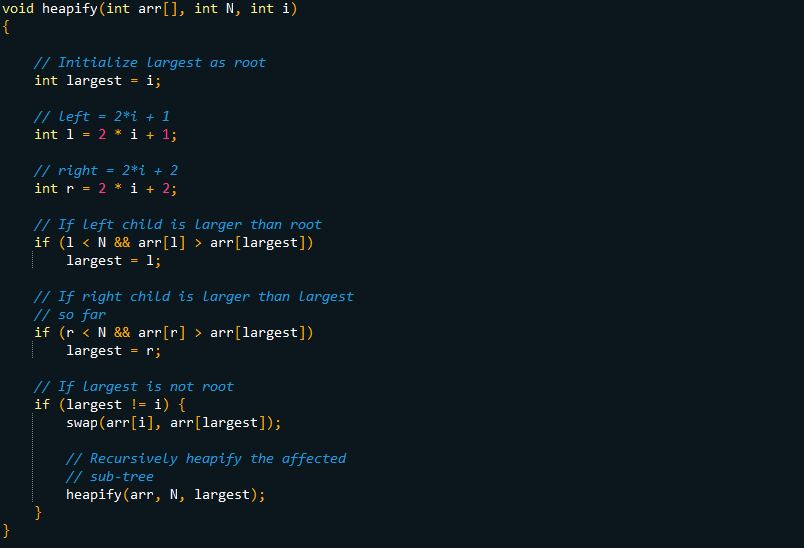 void heapify(int arr[], int N, int i)
{
// Initialize largest as root
int largest = i;
// left = 2*i + 1
int l = 2 * i + 1;
// right = 2*i + 2
int r = 2 * i + 2;
// If left child is larger than root
if (l < N && arr[l] > arr[largest])
largest = l;
// If right child is larger than largest
// so far
if (r < N && arr[r] > arr[largest])
largest = r;
// If largest is not root
if (largest != i) {
swap(arr[i], arr[largest]);
// Recursively heapify the affected
// sub-tree
heapify(arr, N, largest);
}
}